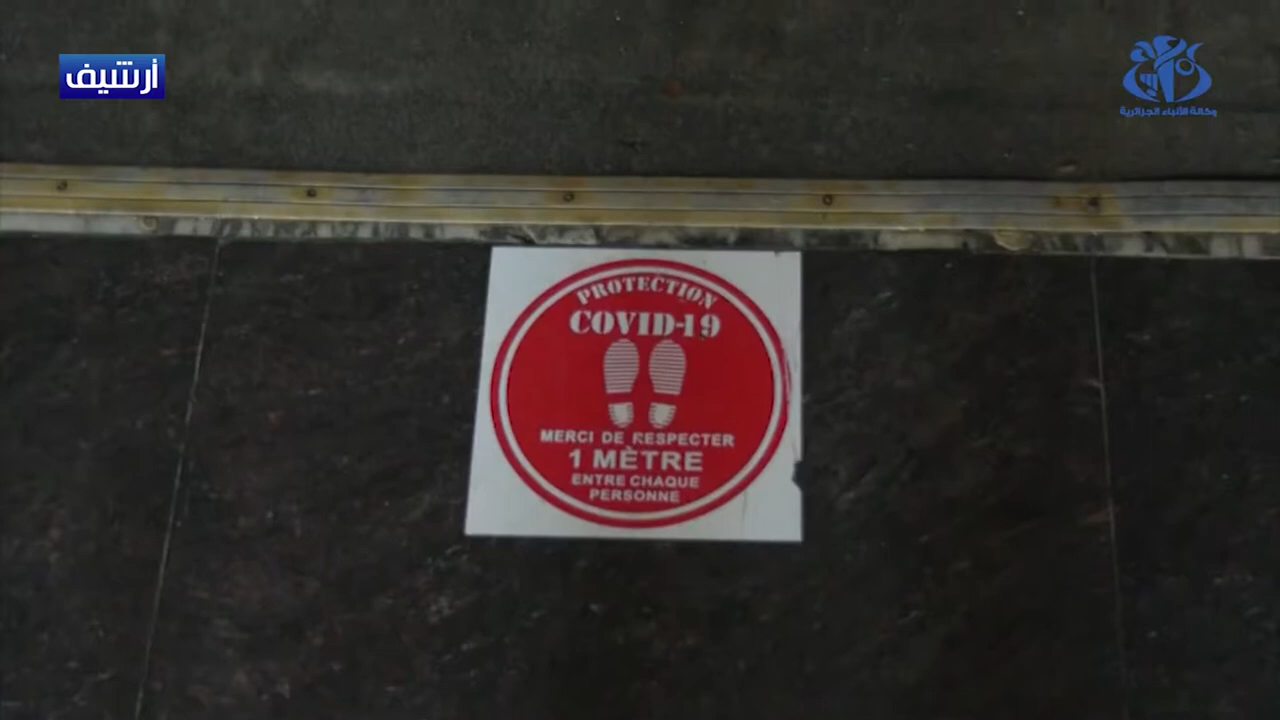 أرشيف
وكالة الأنباء الجزائرية
PROTECTION
COVID-19
MERCI DE RESPECTER
1 MÈTRE
ENTRE CHAQUE
PERSONNE